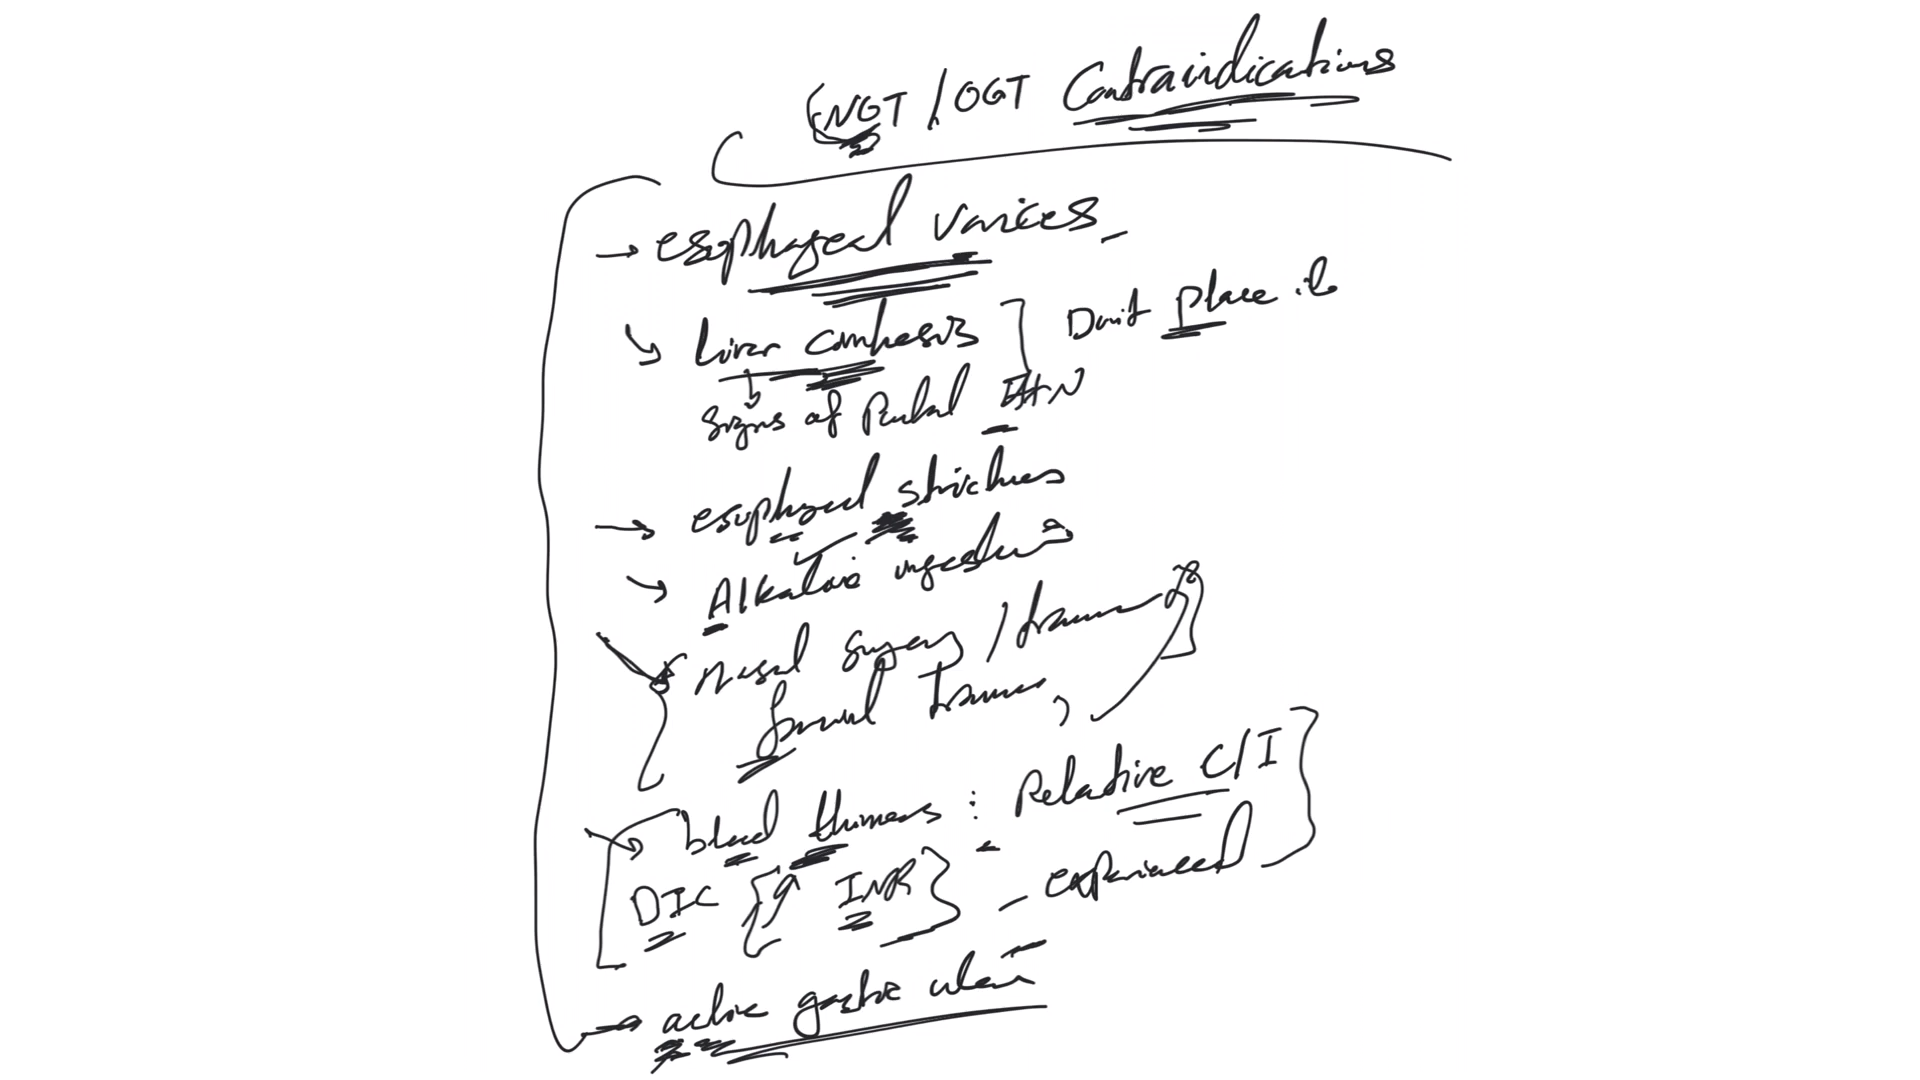 NGT / OGT Contraindications
→ esophageal varices
↘ Liver cirrhosis ] Don't place it
↓
Signs of Portal HTN
→ esophageal strictures
→ Alkaline ingestion
Nasal surgery / trauma
facial trauma,
→ blood thinners : Relative C/I
DIC { ↑ INR } - experienced
→ active gastric ulcer